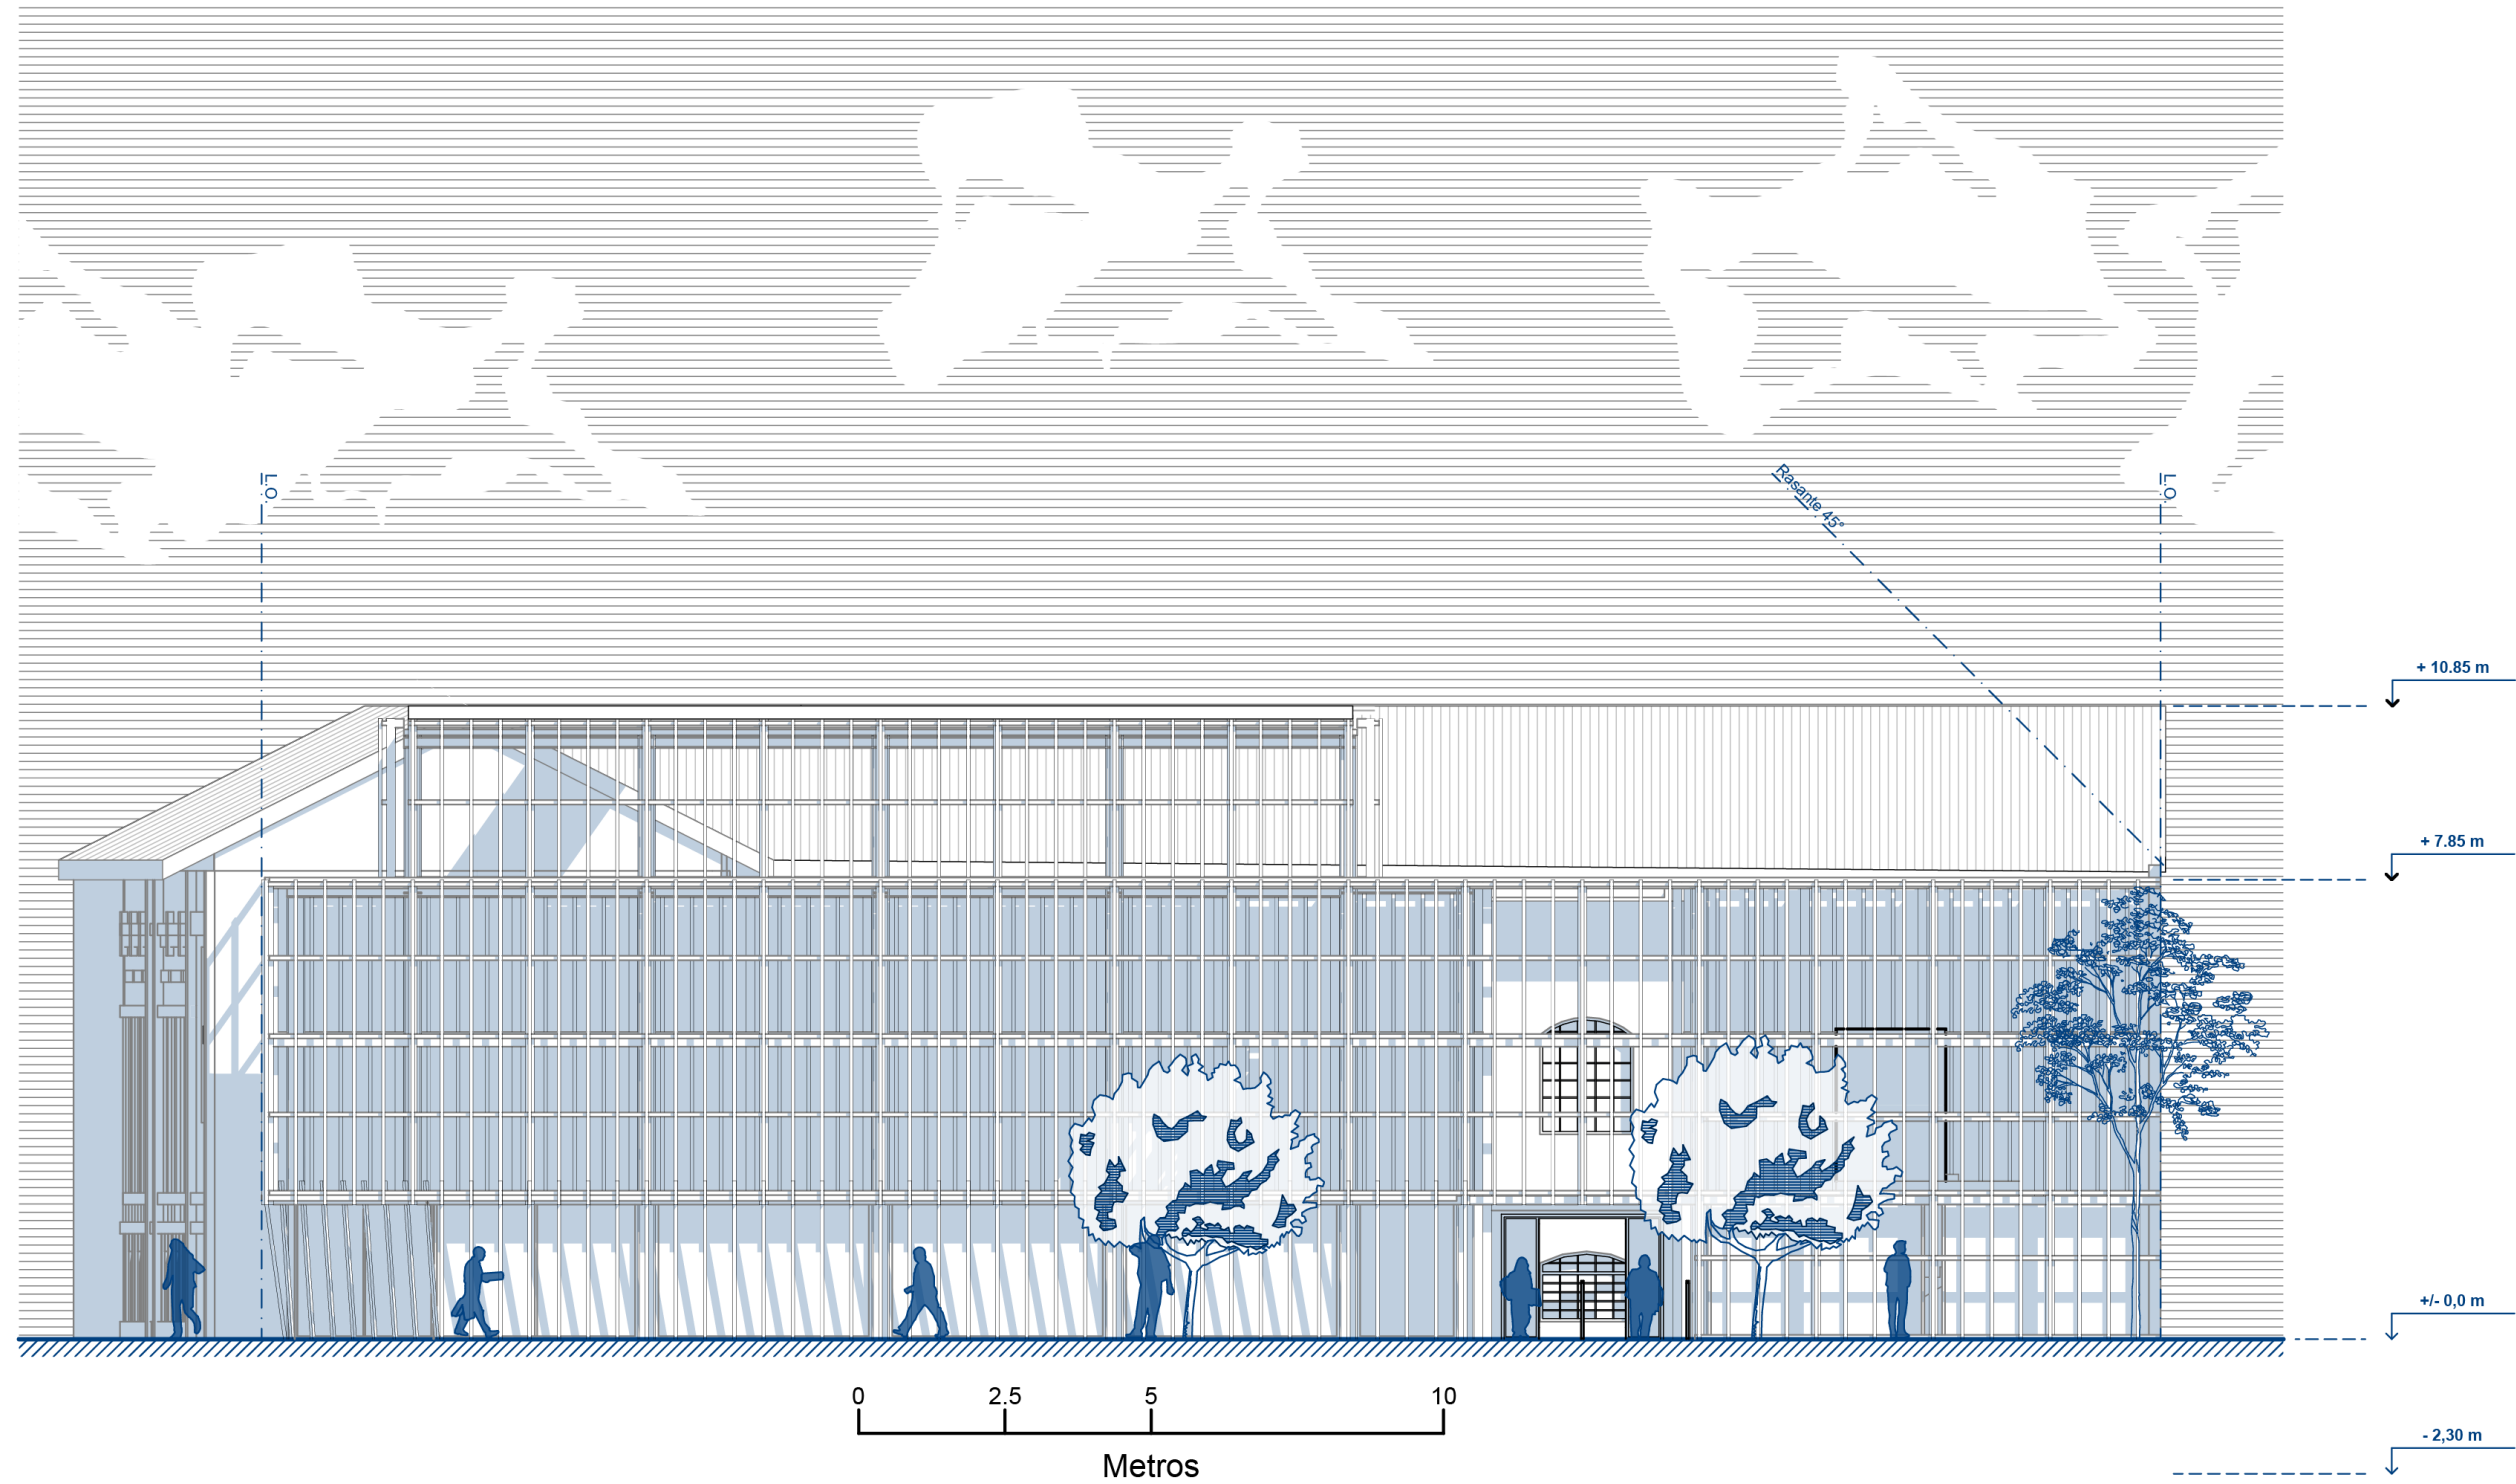 L.O.
Rasante 45°
L.O.
+ 10.85 m
+ 7.85 m
+/- 0,0 m
0 2.5 5 10
Metros
- 2,30 m